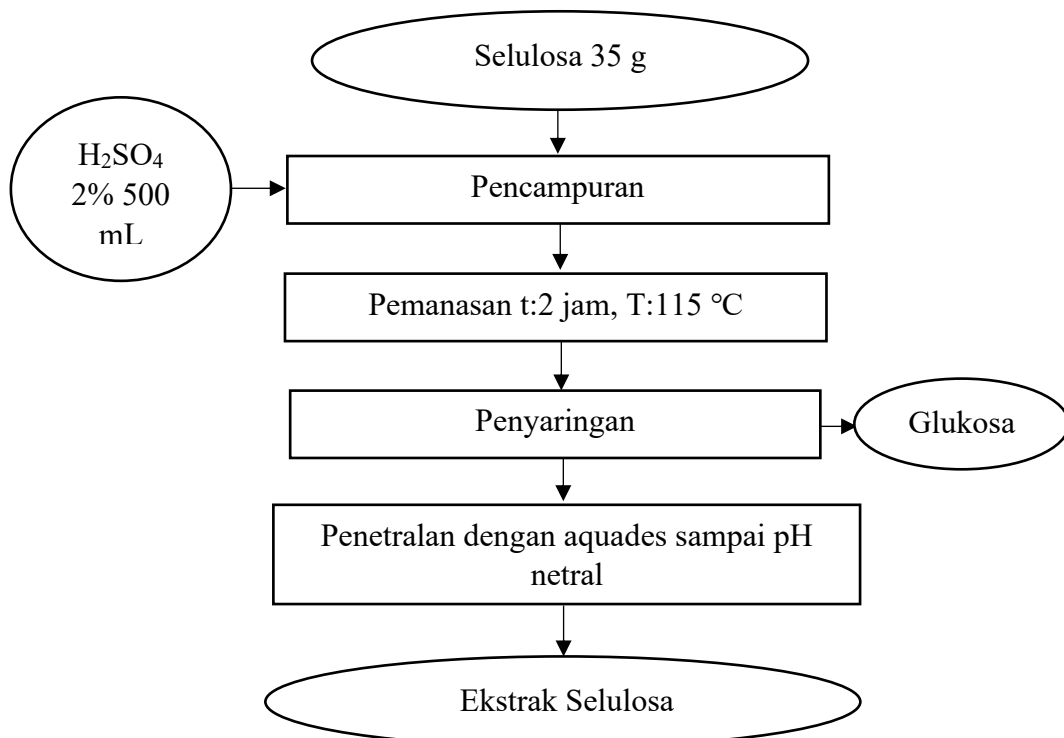 Selulosa 35 g
H₂SO₄
2% 500
mL
Pencampuran
Pemanasan t:2 jam, T:115 ℃
Penyaringan
Glukosa
Penetralan dengan aquades sampai pH
netral
Ekstrak Selulosa